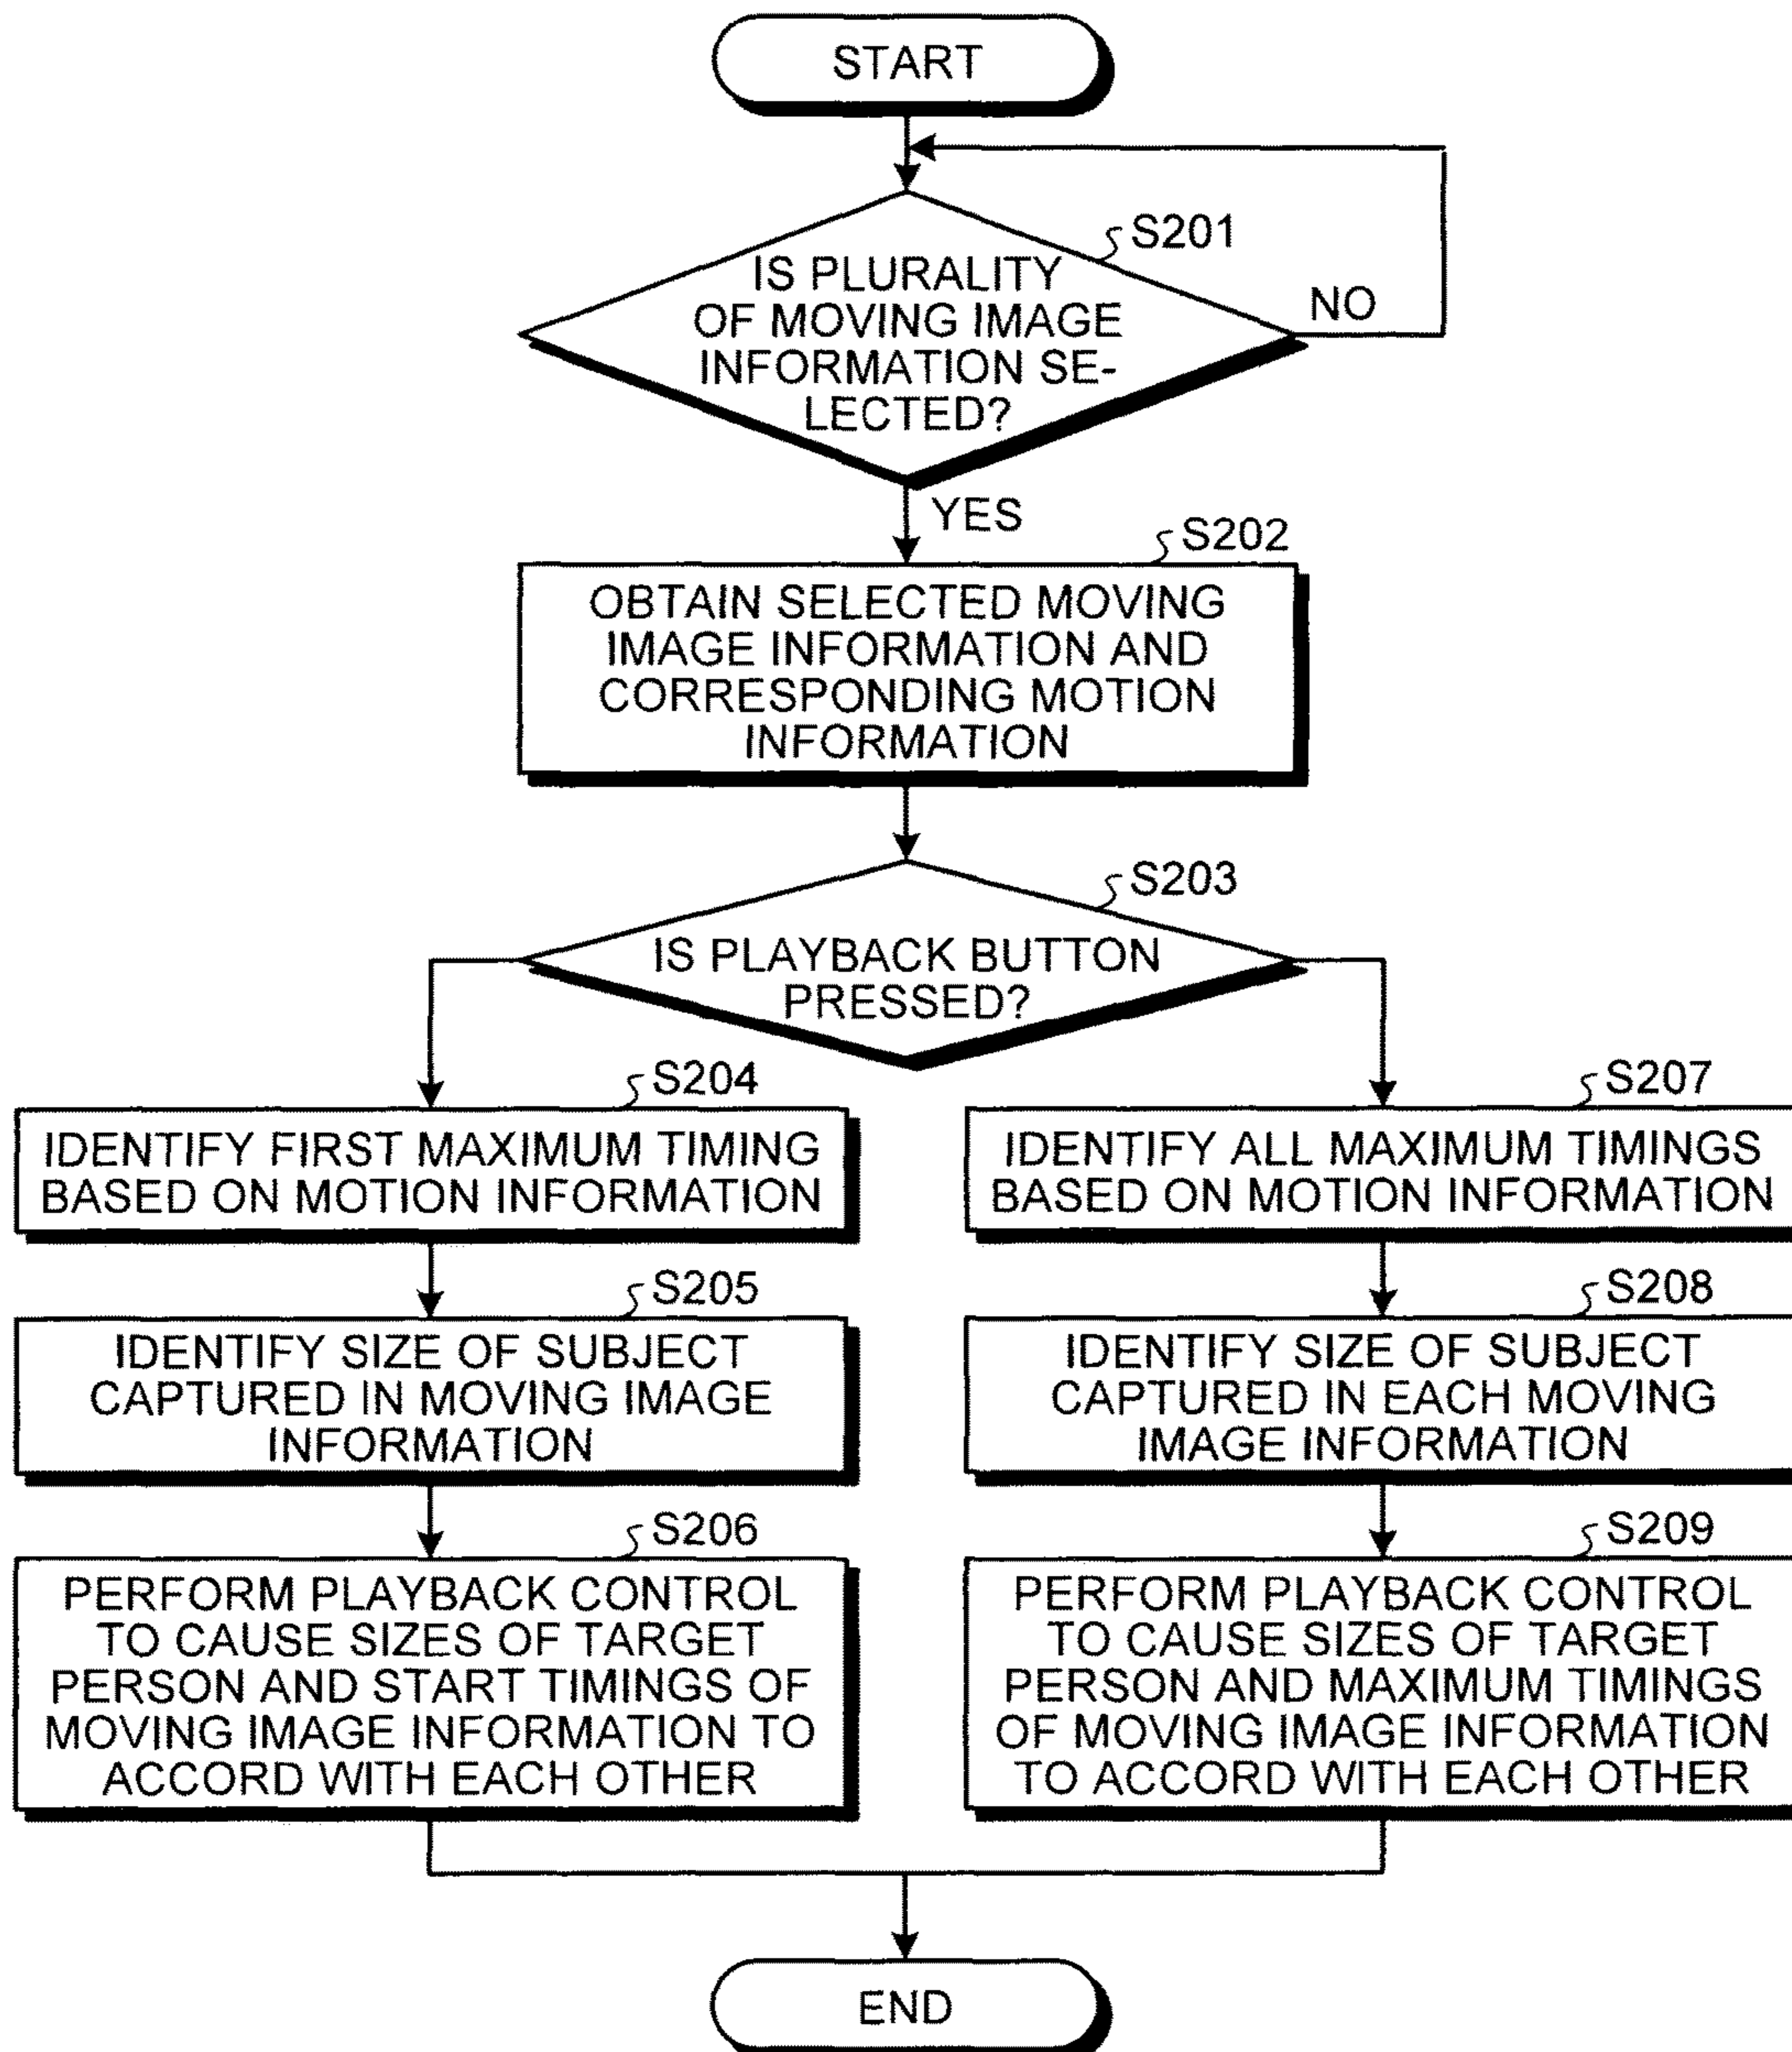 START
S201
IS PLURALITY
OF MOVING IMAGE
INFORMATION SE-
LECTED?
NO
YES
S202
OBTAIN SELECTED MOVING
IMAGE INFORMATION AND
CORRESPONDING MOTION
INFORMATION
S203
IS PLAYBACK BUTTON
PRESSED?
S204
IDENTIFY FIRST MAXIMUM TIMING
BASED ON MOTION INFORMATION
S205
IDENTIFY SIZE OF SUBJECT
CAPTURED IN MOVING IMAGE
INFORMATION
S206
PERFORM PLAYBACK CONTROL
TO CAUSE SIZES OF TARGET
PERSON AND START TIMINGS OF
MOVING IMAGE INFORMATION TO
ACCORD WITH EACH OTHER
S207
IDENTIFY ALL MAXIMUM TIMINGS
BASED ON MOTION INFORMATION
S208
IDENTIFY SIZE OF SUBJECT
CAPTURED IN EACH MOVING
IMAGE INFORMATION
S209
PERFORM PLAYBACK CONTROL
TO CAUSE SIZES OF TARGET
PERSON AND MAXIMUM TIMINGS
OF MOVING IMAGE INFORMATION
TO ACCORD WITH EACH OTHER
END